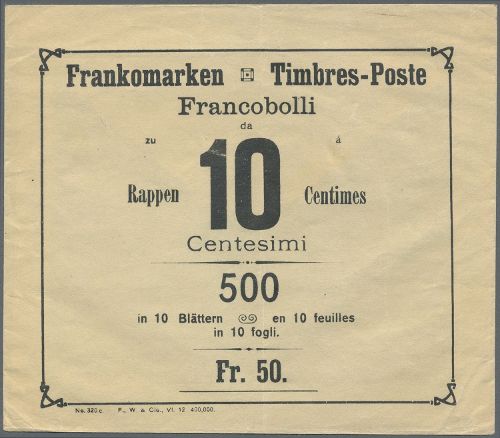 Frankomarken Timbres-Poste
Francobolli
da
zu 10 à
Rappen Centimes
Centesimi
500
in 10 Blättern en 10 feuilles
in 10 fogli.
Fr. 50.
No. 320 c. F., W. & Cie., VI. 12 400,000.